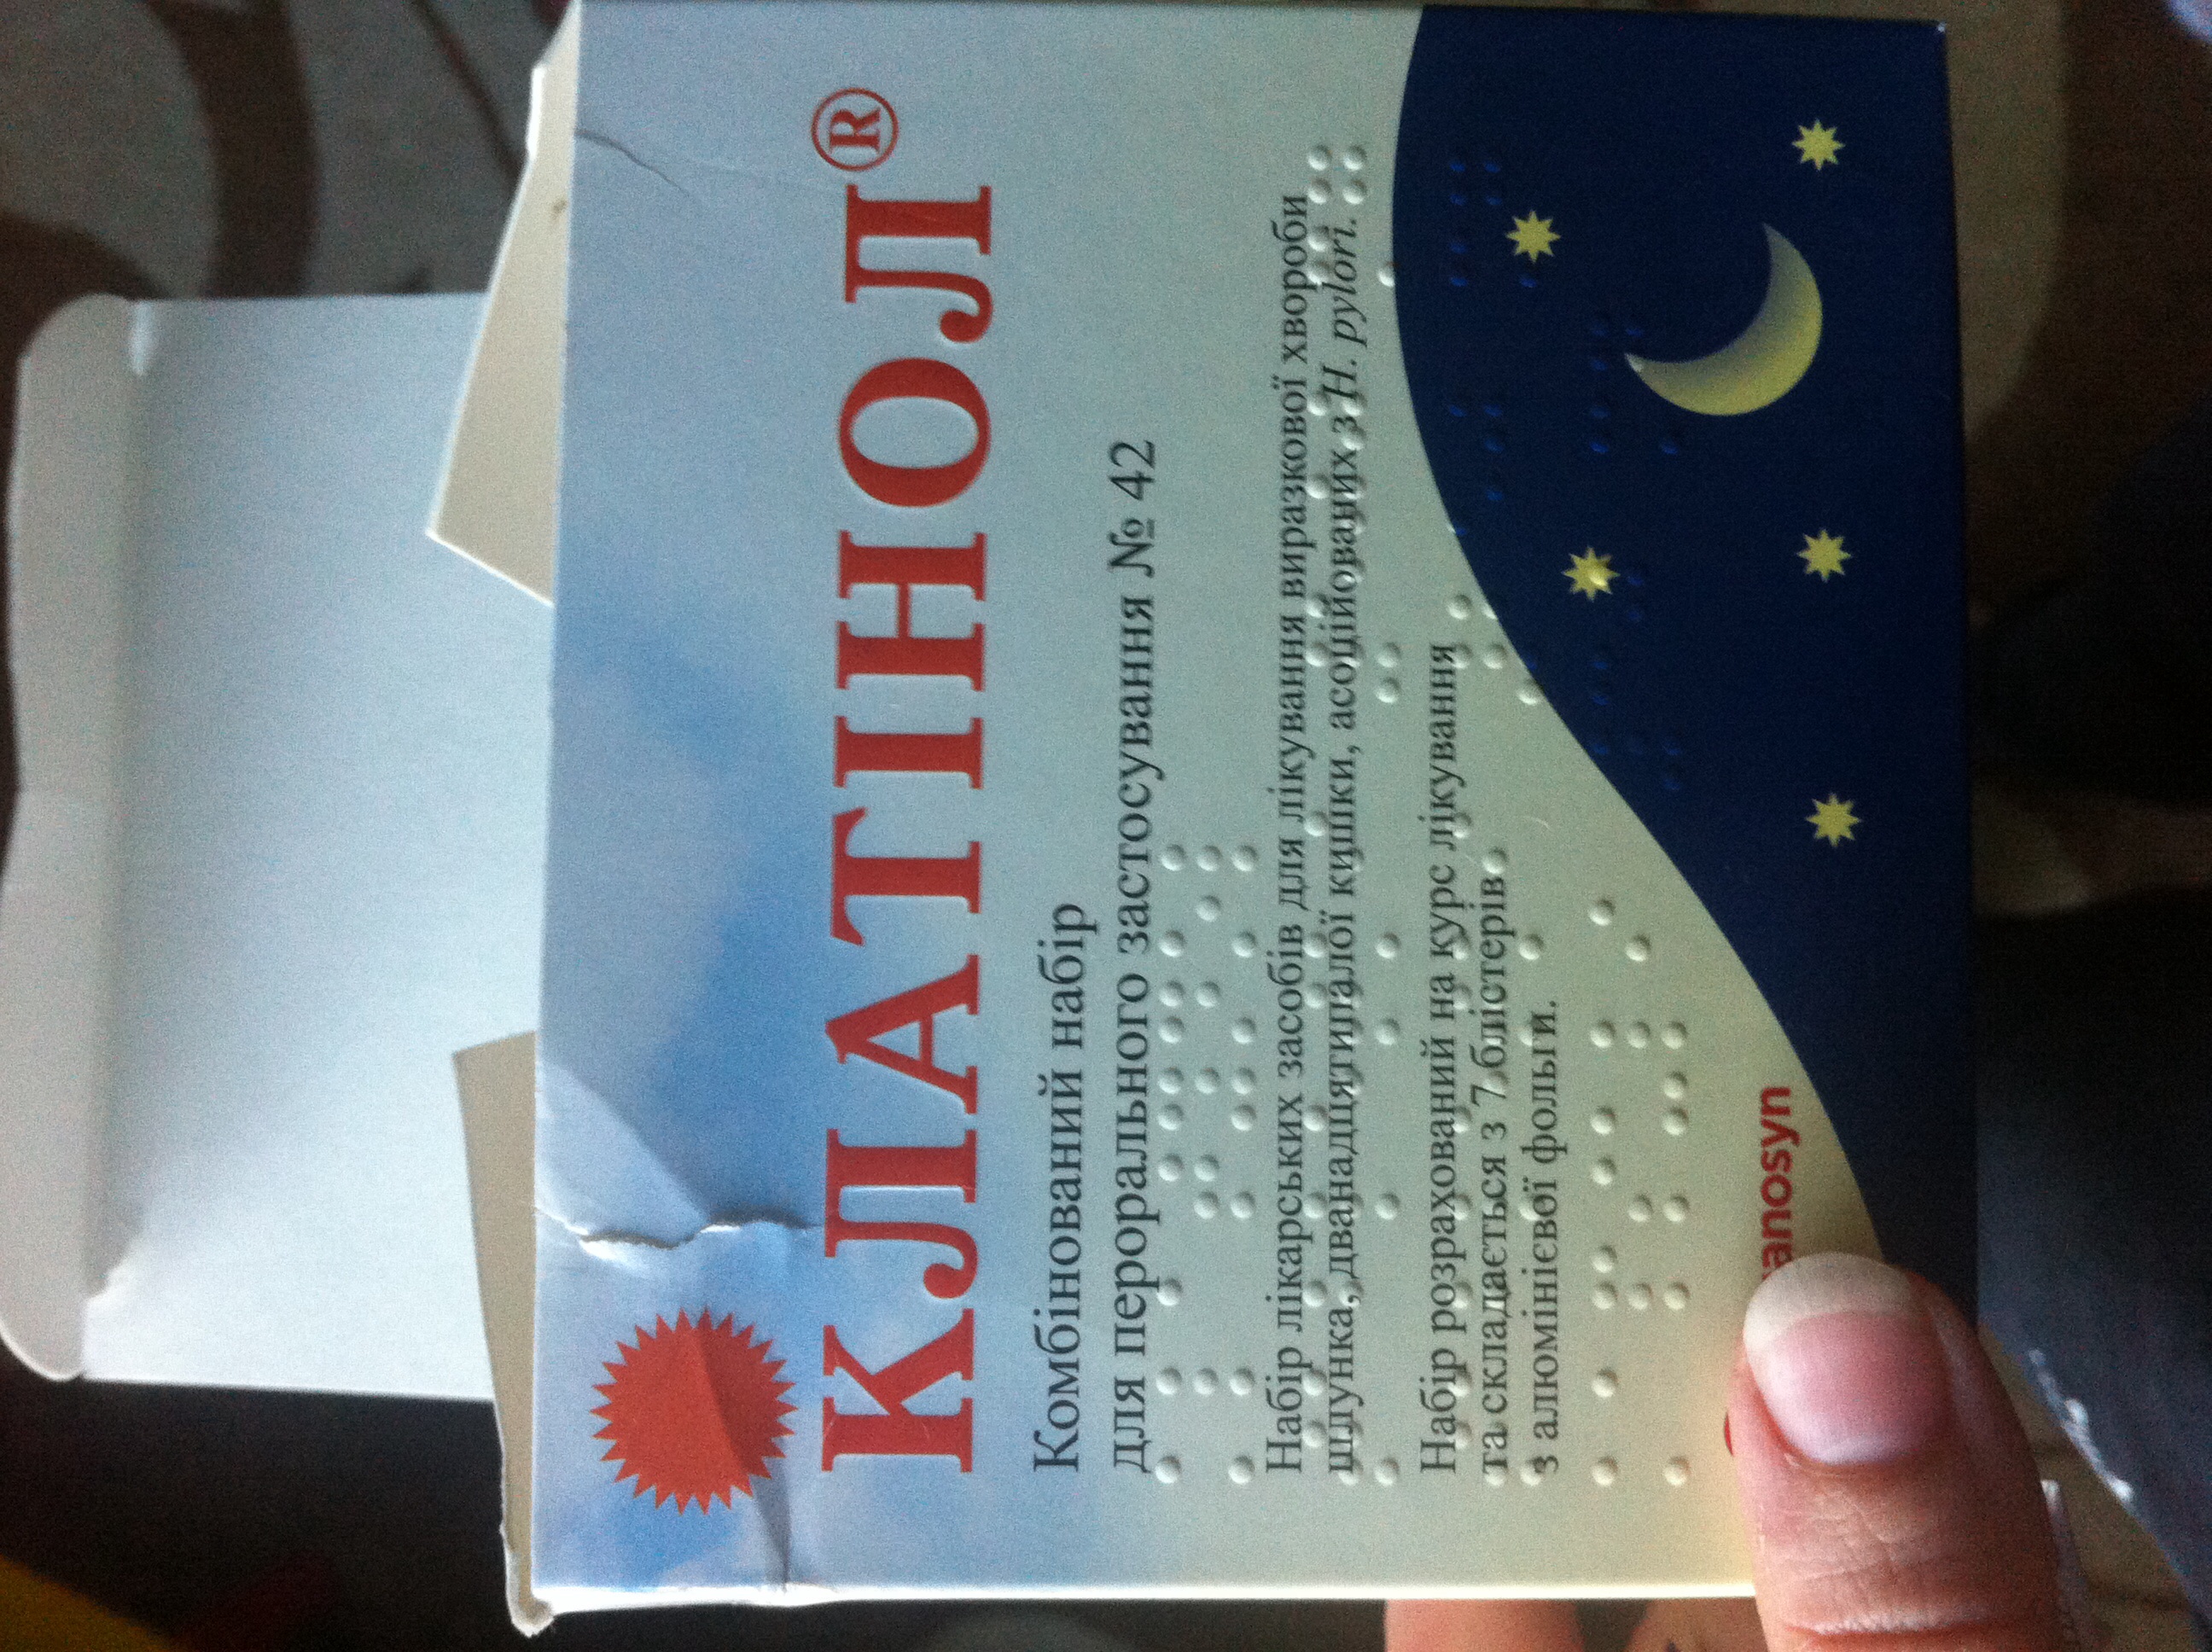 КЛАТІНОЛ®
Комбінований набір
для перорального застосування № 42
Набір лікарських засобів для лікування виразкової хвороби
шлунка, дванадцятипалої кишки, асоційованих з H. pylori.
Набір розрахований на курс лікування
та складається з 7 блістерів
з алюмінієвої фольги.